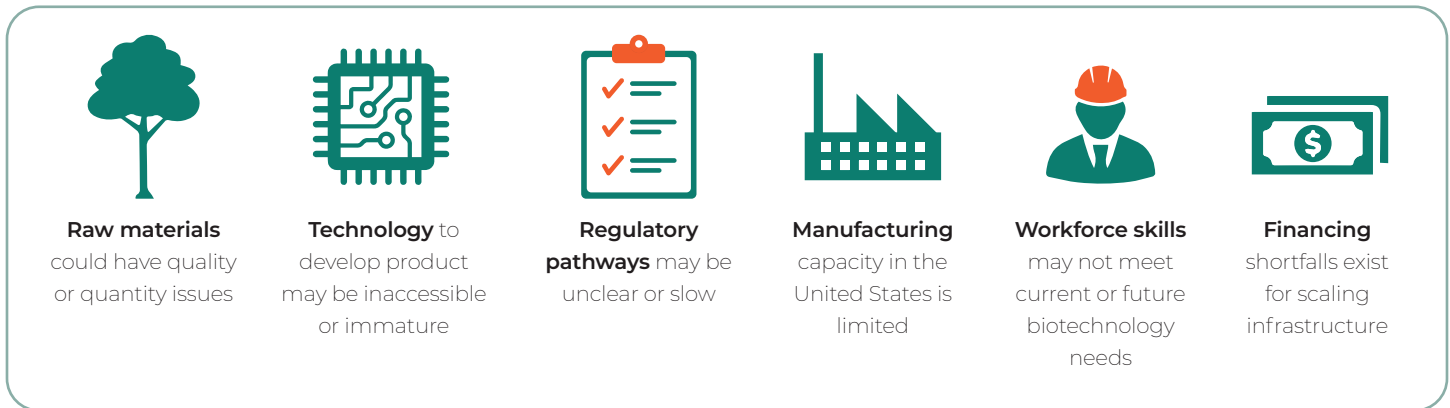 Raw materials
could have quality
or quantity issues
Technology to
develop product
may be inaccessible
or immature
Regulatory
pathways may be
unclear or slow
Manufacturing
capacity in the
United States is
limited
Workforce skills
may not meet
current or future
biotechnology
needs
$
Financing
shortfalls exist
for scaling
infrastructure